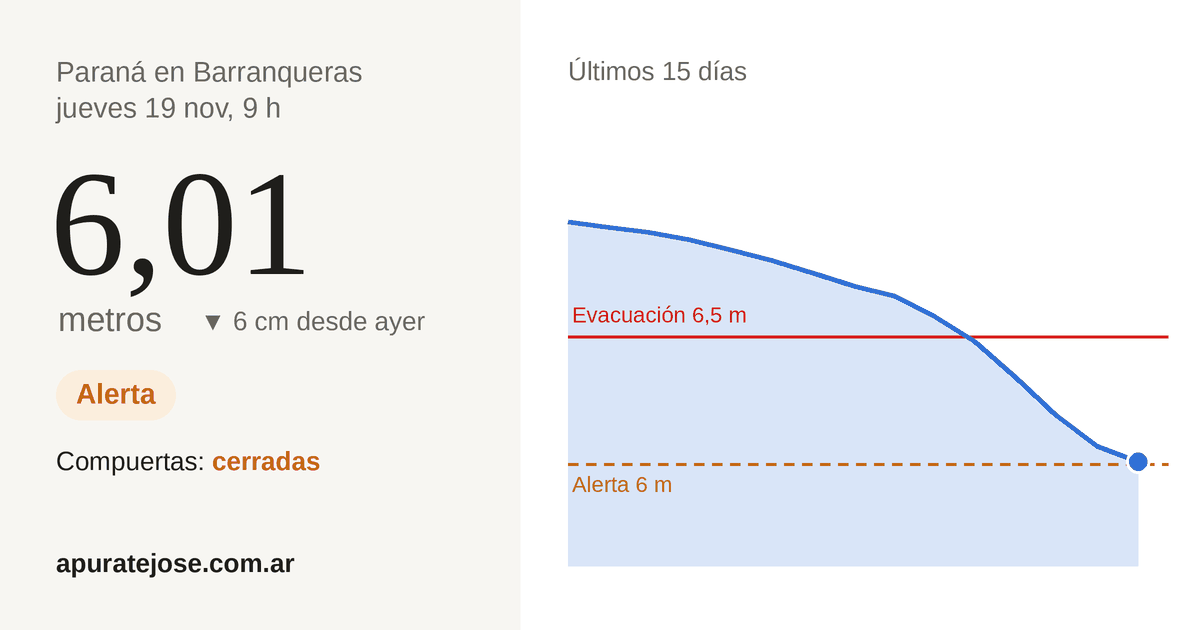 Paraná en Barranqueras
jueves 19 nov, 9 h
6,01
metros ▼ 6 cm desde ayer
Alerta
Compuertas: cerradas
apuratejose.com.ar
Últimos 15 días
Evacuación 6,5 m
Alerta 6 m